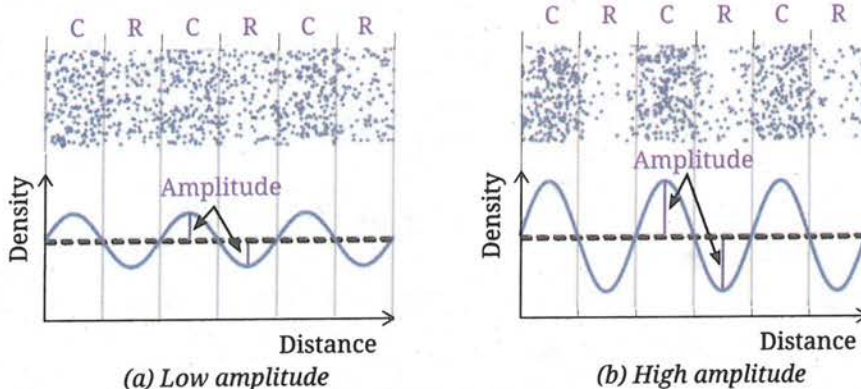 C R C R C R
Amplitude
Density
Distance
(a) Low amplitude
C R C R C R
Amplitude
Density
Distance
(b) High amplitude